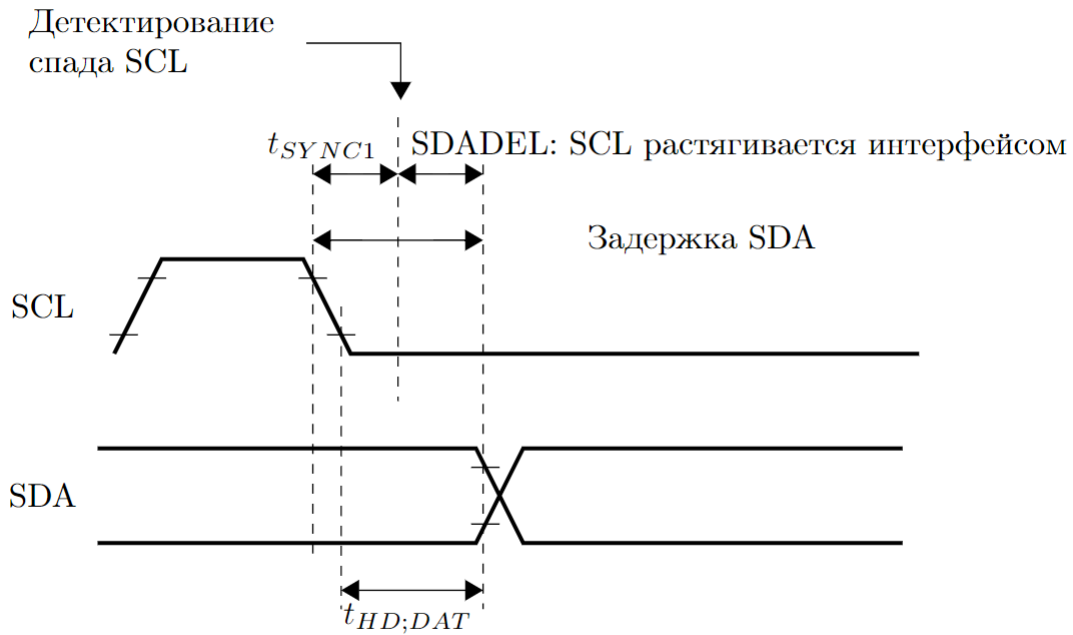 Детектирование
спада SCL
tSYNC1 SDADEL: SCL растягивается интерфейсом
Задержка SDA
SCL
SDA
tHD;DAT